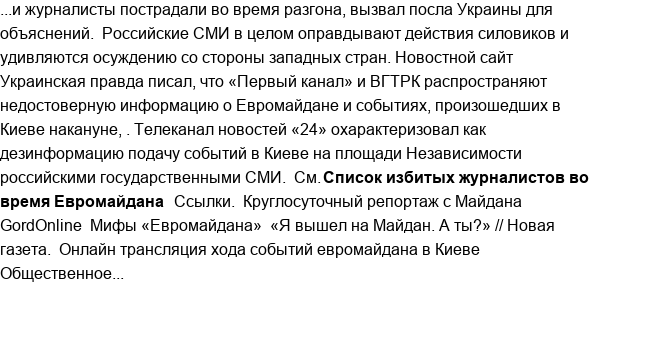 ...и журналисты пострадали во время разгона, вызвал посла Украины для
объяснений.  Российские СМИ в целом оправдывают действия силовиков и
удивляются осуждению со стороны западных стран. Новостной сайт
Украинская правда писал, что «Первый канал» и ВГТРК распространяют
недостоверную информацию о Евромайдане и событиях, произошедших в
Киеве накануне, . Телеканал новостей «24» охарактеризовал как
дезинформацию подачу событий в Киеве на площади Независимости
российскими государственными СМИ.  См. Список избитых журналистов во
время Евромайдана  Ссылки.  Круглосуточный репортаж с Майдана
GordOnline  Мифы «Евромайдана»  «Я вышел на Майдан. А ты?» // Новая
газета.  Онлайн трансляция хода событий евромайдана в Киеве
Общественное...